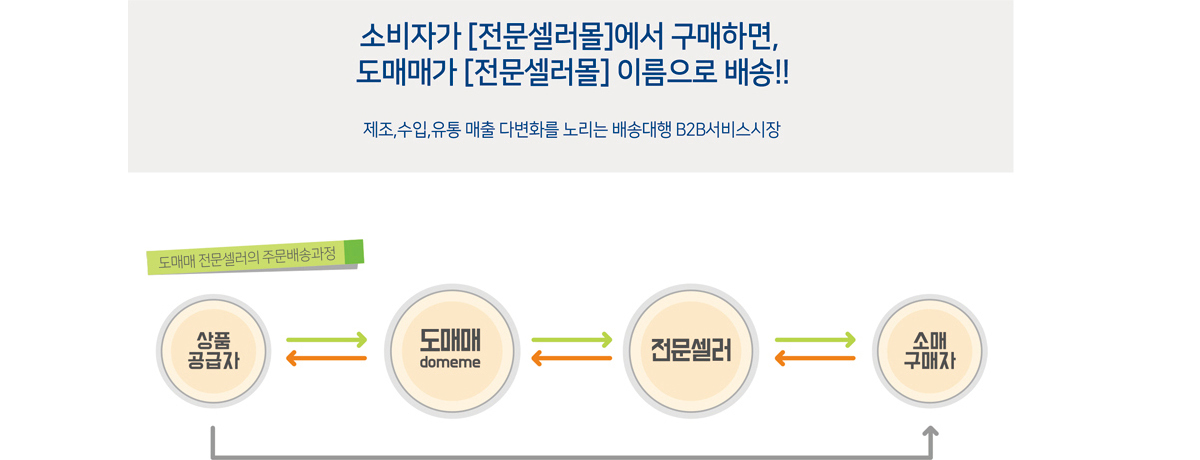 소비자가 [전문셀러몰]에서 구매하면,
도매매가 [전문셀러몰] 이름으로 배송!!
제조,수입,유통 매출 다변화를 노리는 배송대행 B2B서비스시장
도매매 전문셀러의 주문배송과정
상품
공급자
도매매
domeme
전문셀러
소매
구매자